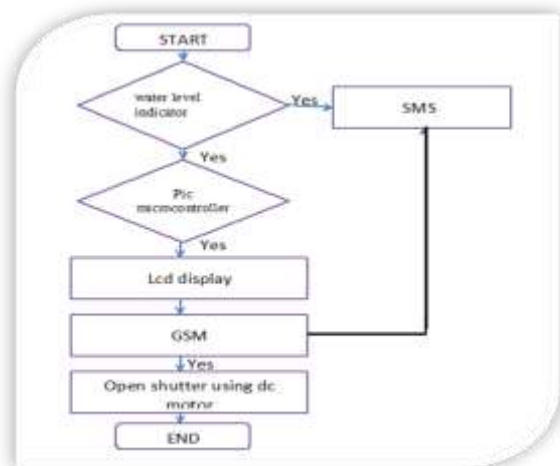 START
water level
indicator
Yes
SMS
Yes
Pic
microcontroller
Yes
Lcd display
GSM
Yes
Open shutter using dc
motor
END